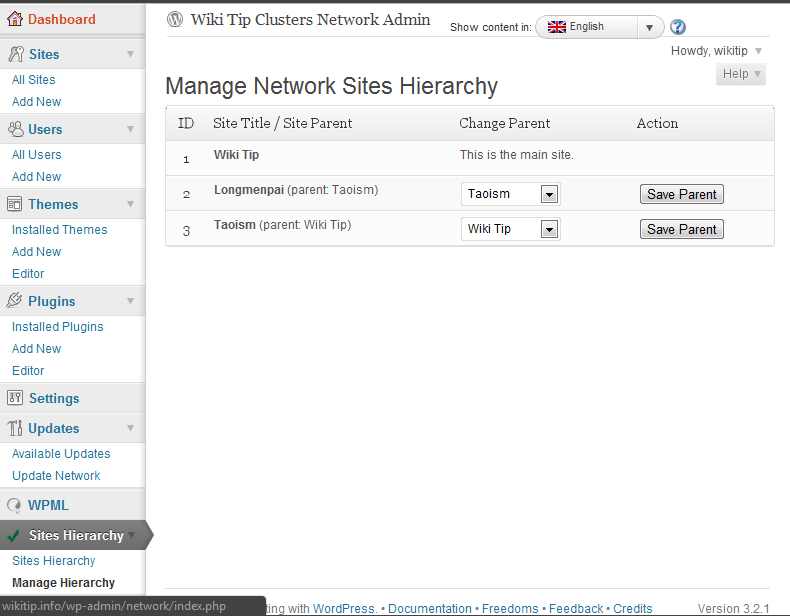 Dashboard
Sites
All Sites
Add New
Users
All Users
Add New
Themes
Installed Themes
Add New
Editor
Plugins
Installed Plugins
Add New
Editor
Settings
Updates
Available Updates
Update Network
WPML
Sites Hierarchy
Sites Hierarchy
Manage Hierarchy
wikitip.info/wp-admin/network/index.php
Wiki Tip Clusters Network Admin
Show content in: English ?
Howdy, wikitip
Help
Manage Network Sites Hierarchy
ID Site Title / Site Parent Change Parent Action
1 Wiki Tip This is the main site.
2 Longmenpai (parent: Taoism) Taoism Save Parent
3 Taoism (parent: Wiki Tip) Wiki Tip Save Parent
ting with WordPress. • Documentation • Freedoms • Feedback • Credits Version 3.2.1